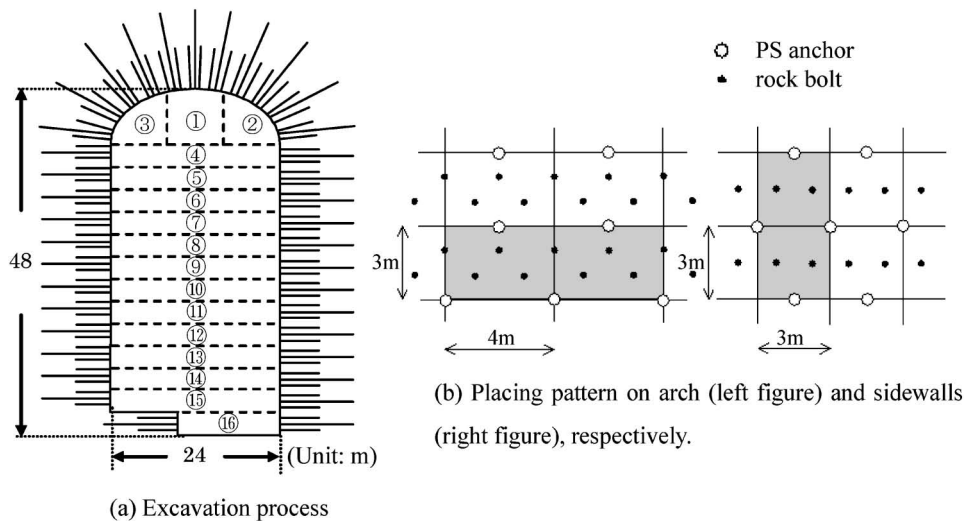 ③
①
②
④
⑤
⑥
⑦
⑧
⑨
⑩
⑪
⑫
⑬
⑭
⑮
⑯
48
24
(Unit: m)
(a) Excavation process
PS anchor
rock bolt
3m
4m
3m
3m
(b) Placing pattern on arch (left figure) and sidewalls
(right figure), respectively.